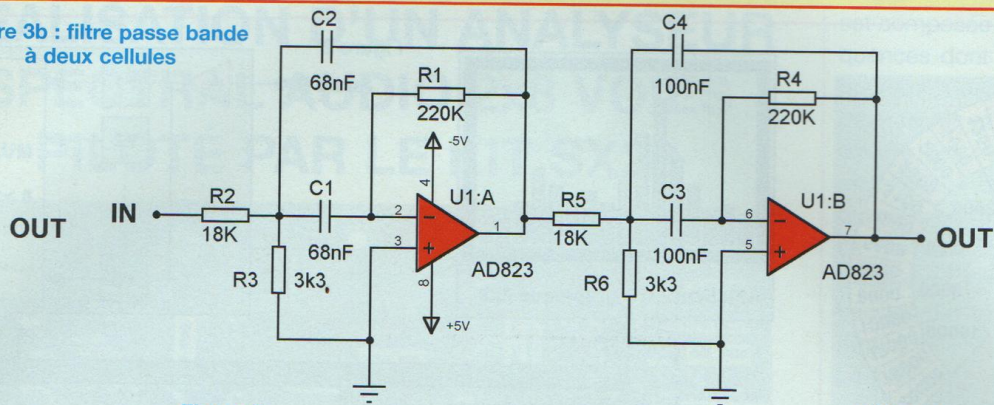 re 3b : filtre passe bande
à deux cellules
C2
68nF
R1
220K
-5V
4
R2
18K
C1
68nF
2
3
U1:A
1
AD823
8
+5V
R3
3k3
OUT
IN
C4
100nF
R4
220K
R5
18K
C3
100nF
6
5
U1:B
7
AD823
R6
3k3
OUT